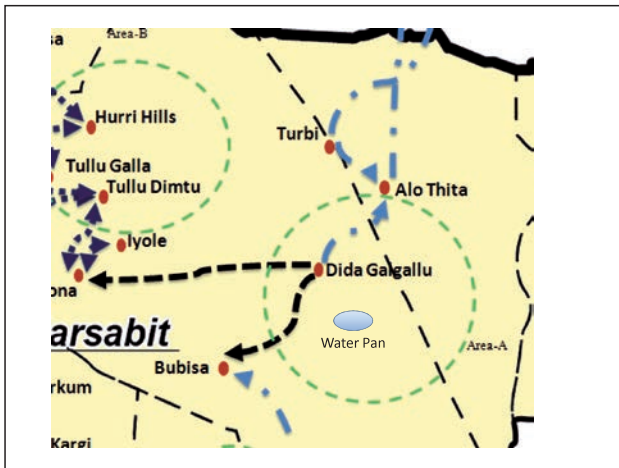 sa
Area-B
Hurri Hills
Turbi
Tullu Galla
Tullu Dimtu
Alo Thita
Iyole
Dida Galgallu
ona
Water Pan
arsabit
Area-A
Bubisa
rkum
Kargi